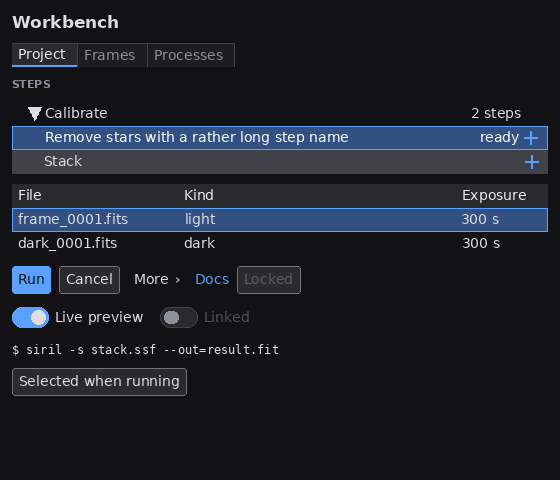 Workbench
Project Frames Processes
STEPS
Calibrate 2 steps
Remove stars with a rather long step name ready
Stack
File Kind Exposure
frame_0001.fits light 300 s
dark_0001.fits dark 300 s
Run Cancel More › Docs Locked
Live preview Linked
$ siril -s stack.ssf --out=result.fit
Selected when running